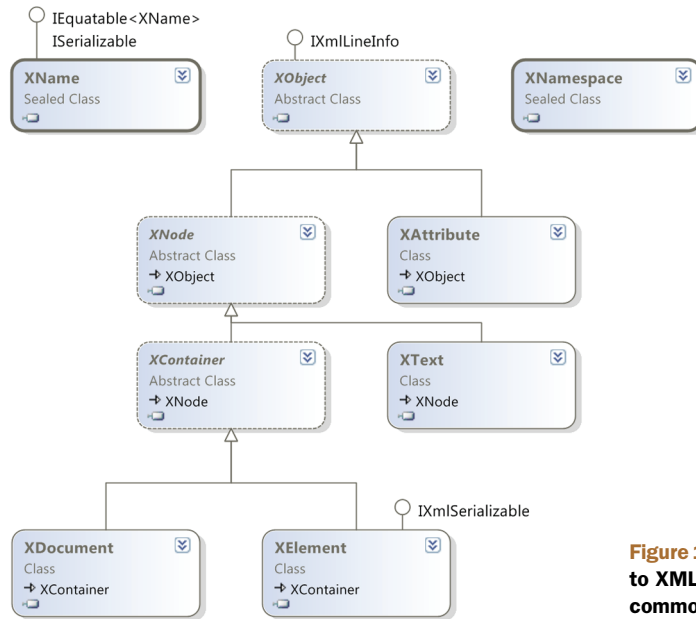 IEquatable<XName>
ISerializable
XName
Sealed Class
IXmlLineInfo
XObject
Abstract Class
XNamespace
Sealed Class
XNode
Abstract Class
XObject
XAttribute
Class
XObject
XContainer
Abstract Class
XNode
XText
Class
XNode
XDocument
Class
XContainer
IXmlSerializable
XElement
Class
XContainer
Figure
to XML
commo